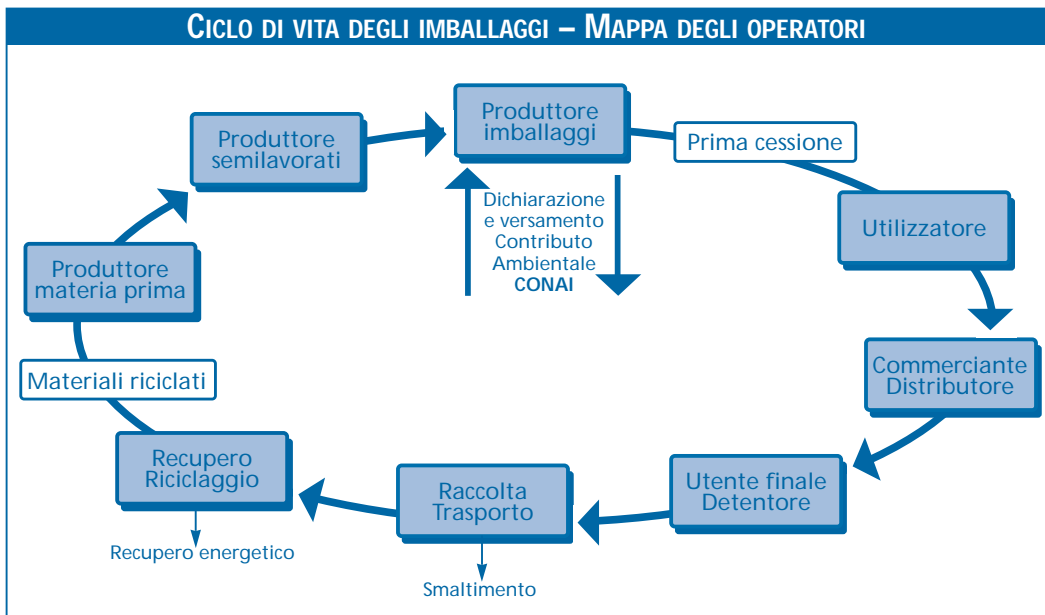 CICLO DI VITA DEGLI IMBALLAGGI – MAPPA DEGLI OPERATORI
Produttore
imballaggi
Prima cessione
Produttore
semilavorati
Dichiarazione
e versamento
Contributo
Ambientale
CONAI
Utilizzatore
Produttore
materia prima
Commerciante
Distributore
Materiali riciclati
Recupero
Riciclaggio
Raccolta
Trasporto
Utente finale
Detentore
Recupero energetico
Smaltimento